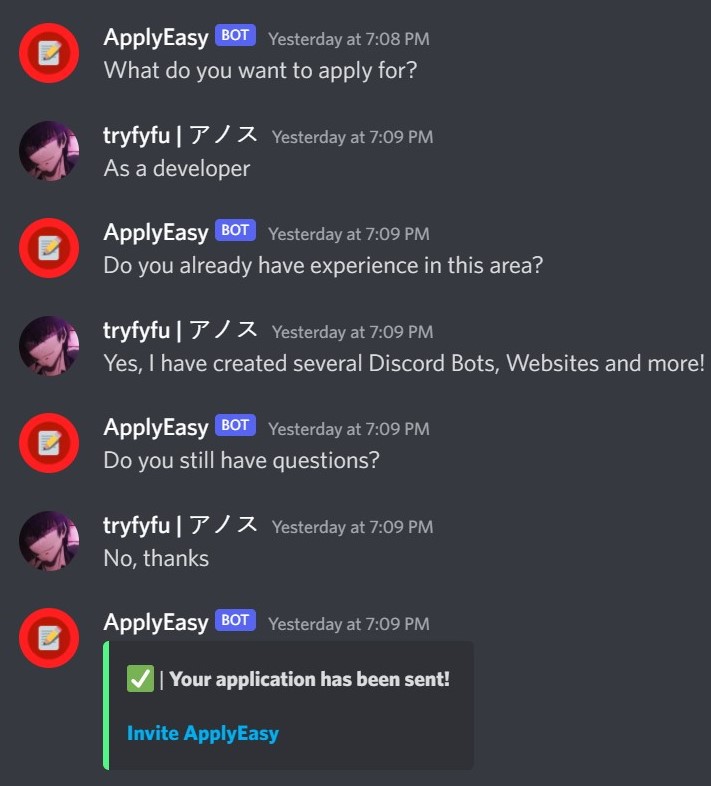 ApplyEasy BOT Yesterday at 7:08 PM
What do you want to apply for?
tryfyfu | アノス Yesterday at 7:09 PM
As a developer
ApplyEasy BOT Yesterday at 7:09 PM
Do you already have experience in this area?
tryfyfu | アノス Yesterday at 7:09 PM
Yes, I have created several Discord Bots, Websites and more!
ApplyEasy BOT Yesterday at 7:09 PM
Do you still have questions?
tryfyfu | アノス Yesterday at 7:09 PM
No, thanks
ApplyEasy BOT Yesterday at 7:09 PM
✅ | Your application has been sent!
Invite ApplyEasy